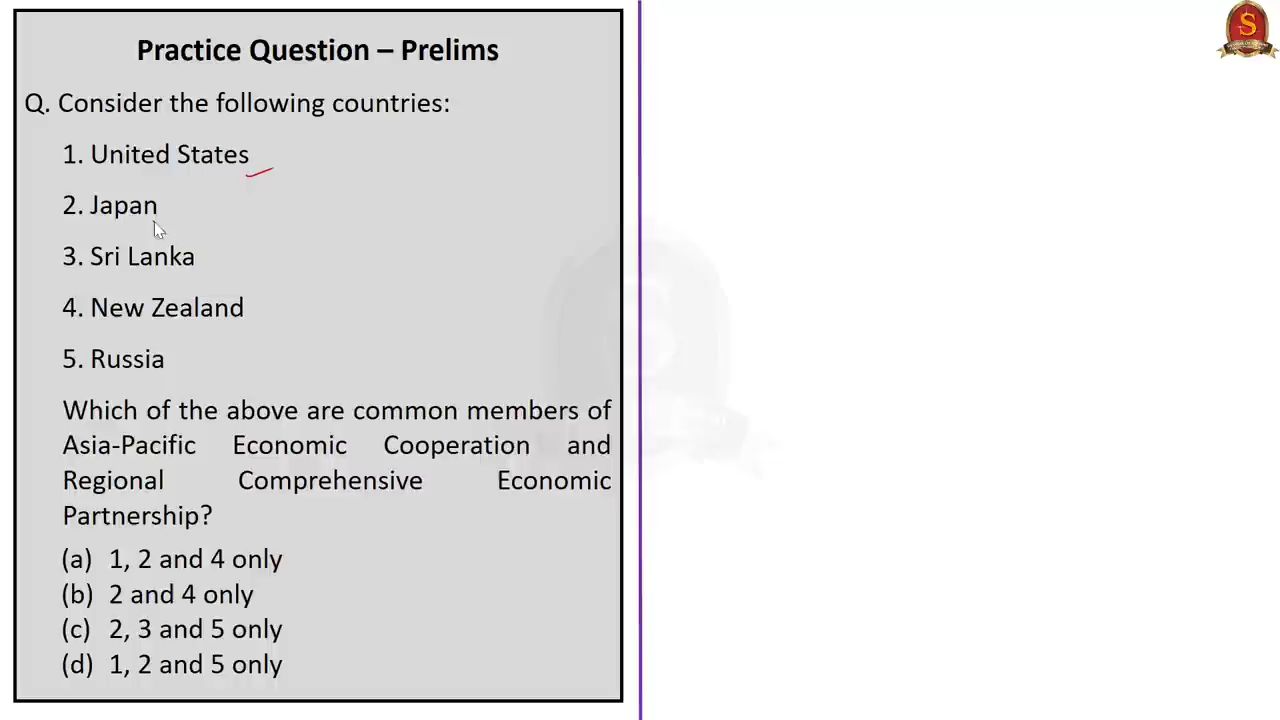 Practice Question – Prelims
Q. Consider the following countries:
1. United States
2. Japan
3. Sri Lanka
4. New Zealand
5. Russia
Which of the above are common members of
Asia-Pacific Economic Cooperation and
Regional Comprehensive Economic
Partnership?
(a) 1, 2 and 4 only
(b) 2 and 4 only
(c) 2, 3 and 5 only
(d) 1, 2 and 5 only
S